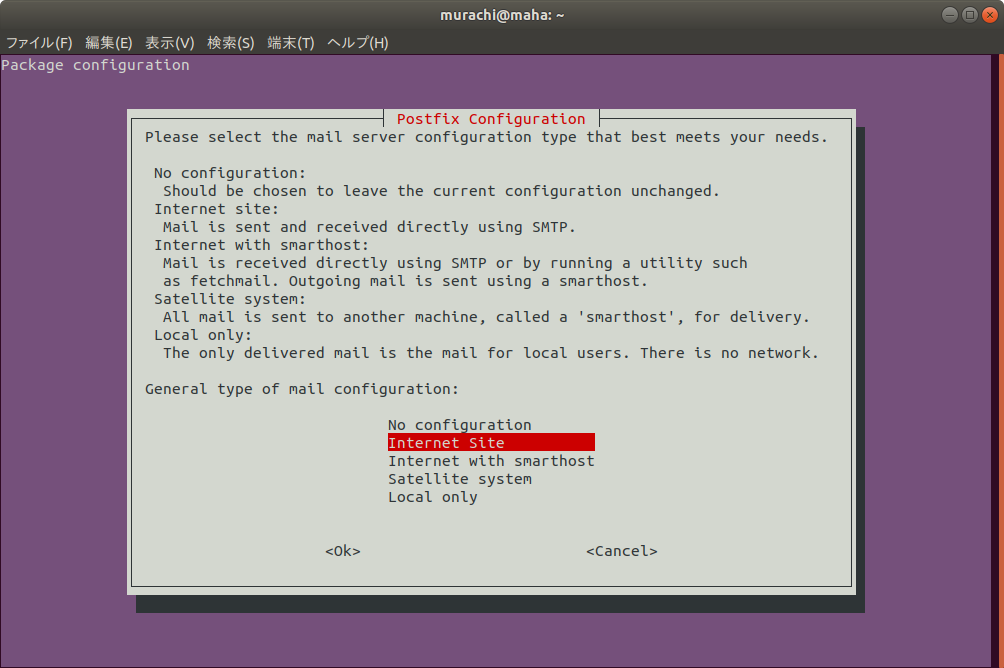 murachi@maha: ~
ファイル(F) 編集(E) 表示(V) 検索(S) 端末(T) ヘルプ(H)
Package configuration
Postfix Configuration
Please select the mail server configuration type that best meets your needs.
No configuration:
Should be chosen to leave the current configuration unchanged.
Internet site:
Mail is sent and received directly using SMTP.
Internet with smarthost:
Mail is received directly using SMTP or by running a utility such
as fetchmail. Outgoing mail is sent using a smarthost.
Satellite system:
All mail is sent to another machine, called a 'smarthost', for delivery.
Local only:
The only delivered mail is the mail for local users. There is no network.
General type of mail configuration:
No configuration
Internet Site
Internet with smarthost
Satellite system
Local only
<Ok> <Cancel>